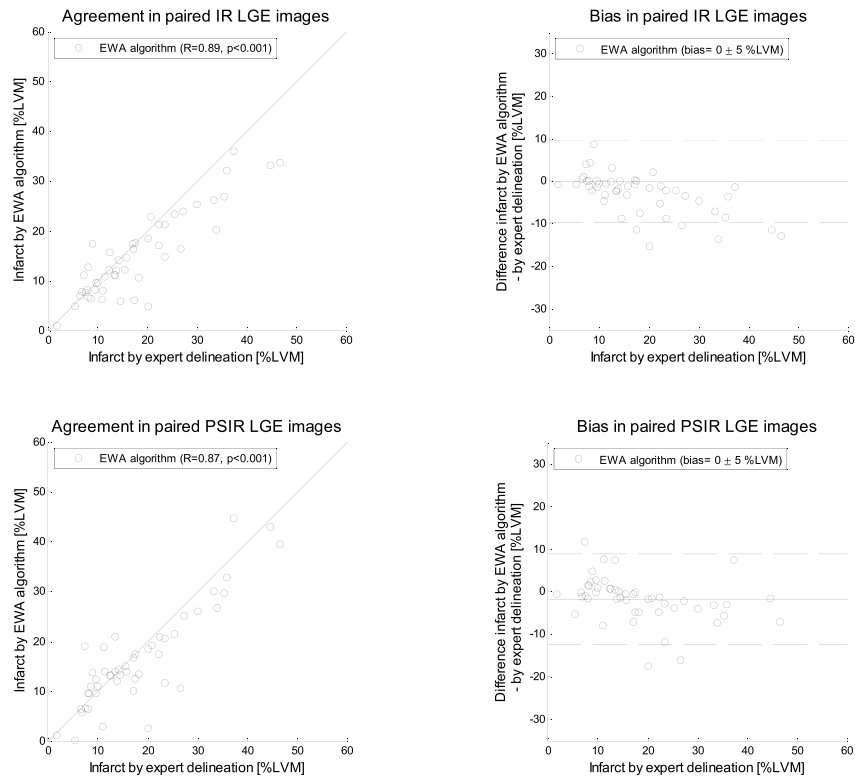 Agreement in paired IR LGE images
60
50
40
30
20
10
0
EWA algorithm (R=0.89, p<0.001)
Infarct by EWA algorithm [%LVM]
0 10 20 30 40 50 60
Infarct by expert delineation [%LVM]
Bias in paired IR LGE images
30
20
10
0
-10
-20
-30
EWA algorithm (bias= 0 ± 5 %LVM)
Difference infarct by EWA algorithm
- by expert delineation [%LVM]
0 10 20 30 40 50 60
Infarct by expert delineation [%LVM]
Agreement in paired PSIR LGE images
60
50
40
30
20
10
0
EWA algorithm (R=0.87, p<0.001)
Infarct by EWA algorithm [%LVM]
0 10 20 30 40 50 60
Infarct by expert delineation [%LVM]
Bias in paired PSIR LGE images
30
20
10
0
-10
-20
-30
EWA algorithm (bias= 0 ± 5 %LVM)
Difference infarct by EWA algorithm
- by expert delineation [%LVM]
0 10 20 30 40 50 60
Infarct by expert delineation [%LVM]